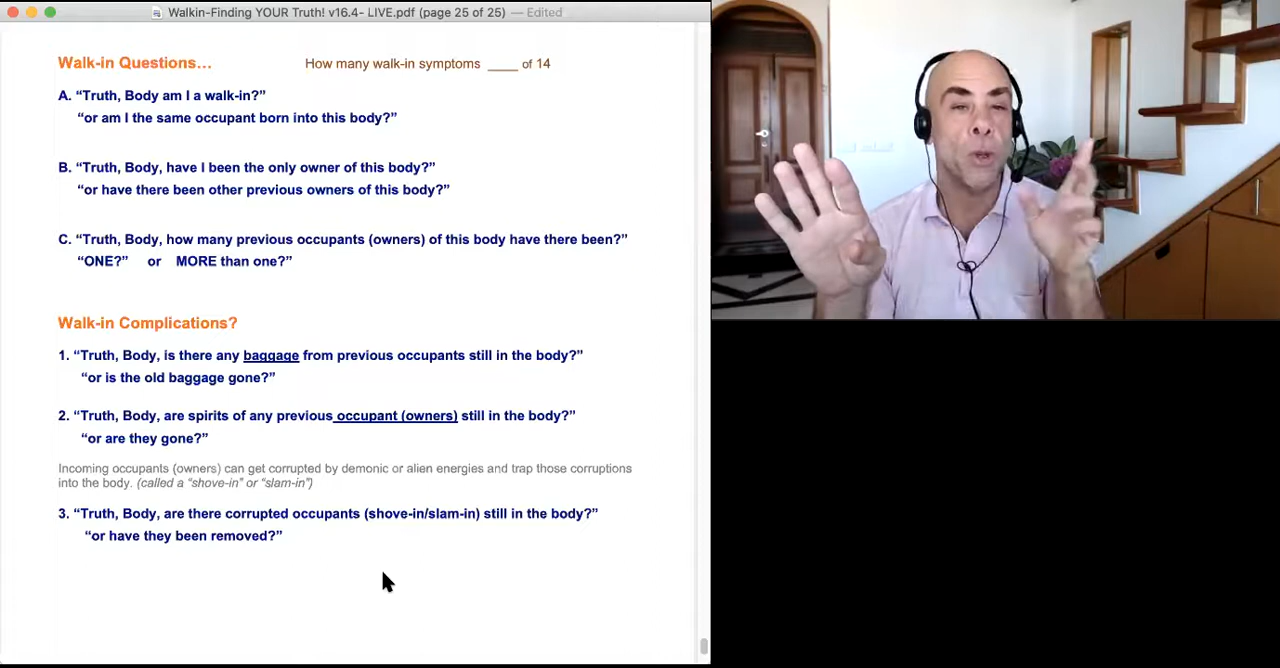 Walkin-Finding YOUR Truth! v16.4- LIVE.pdf (page 25 of 25) — Edited
Walk-in Questions... How many walk-in symptoms ____ of 14
A. “Truth, Body am I a walk-in?”
“or am I the same occupant born into this body?”
B. “Truth, Body, have I been the only owner of this body?”
“or have there been other previous owners of this body?”
C. “Truth, Body, how many previous occupants (owners) of this body have there been?”
“ONE?” or MORE than one?”
Walk-in Complications?
1. “Truth, Body, is there any baggage from previous occupants still in the body?”
“or is the old baggage gone?”
2. “Truth, Body, are spirits of any previous occupant (owners) still in the body?”
“or are they gone?”
Incoming occupants (owners) can get corrupted by demonic or alien energies and trap those corruptions
into the body. (called a “shove-in” or “slam-in”)
3. “Truth, Body, are there corrupted occupants (shove-in/slam-in) still in the body?”
“or have they been removed?”